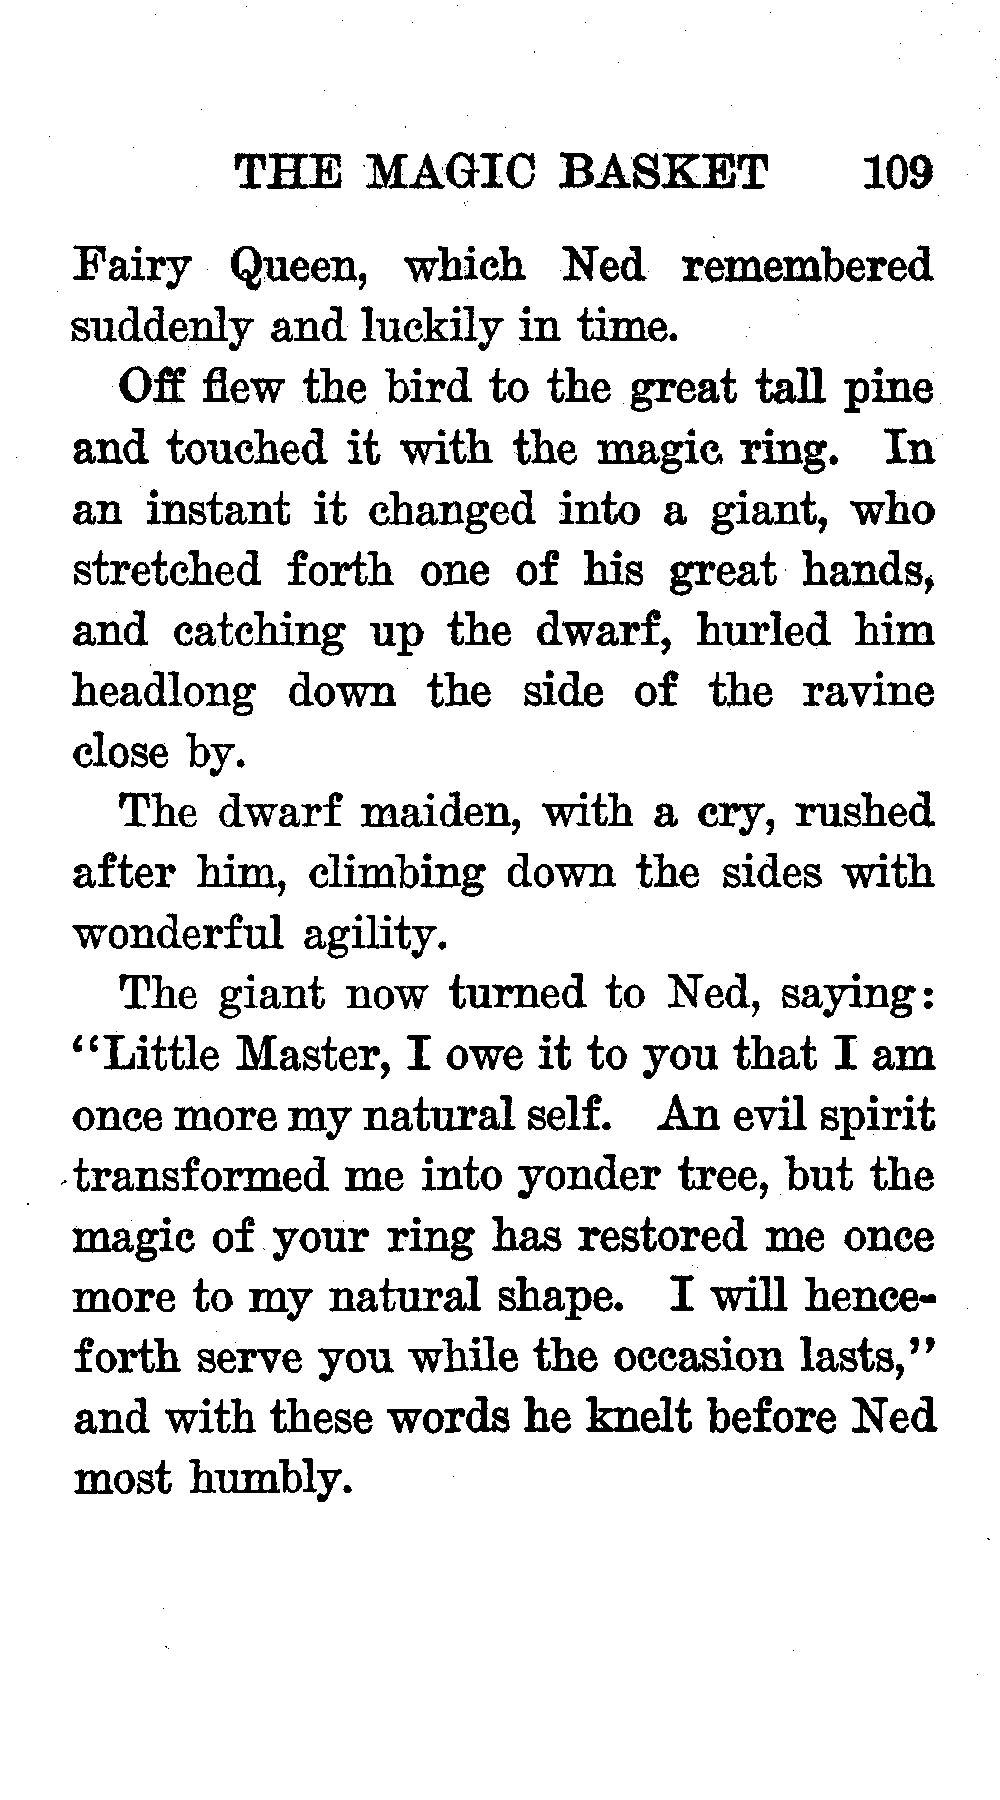 THE MAGIC BASKET 109
Fairy Queen, which Ned remembered
suddenly and luckily in time.
Off flew the bird to the great tall pine
and touched it with the magic ring. In
an instant it changed into a giant, who
stretched forth one of his great hands,
and catching up the dwarf, hurled him
headlong down the side of the ravine
close by.
The dwarf maiden, with a cry, rushed
after him, climbing down the sides with
wonderful agility.
The giant now turned to Ned, saying:
"Little Master, I owe it to you that I am
once more my natural self. An evil spirit
transformed me into yonder tree, but the
magic of your ring has restored me once
more to my natural shape. I will hence-
forth serve you while the occasion lasts,"
and with these words he knelt before Ned
most humbly.